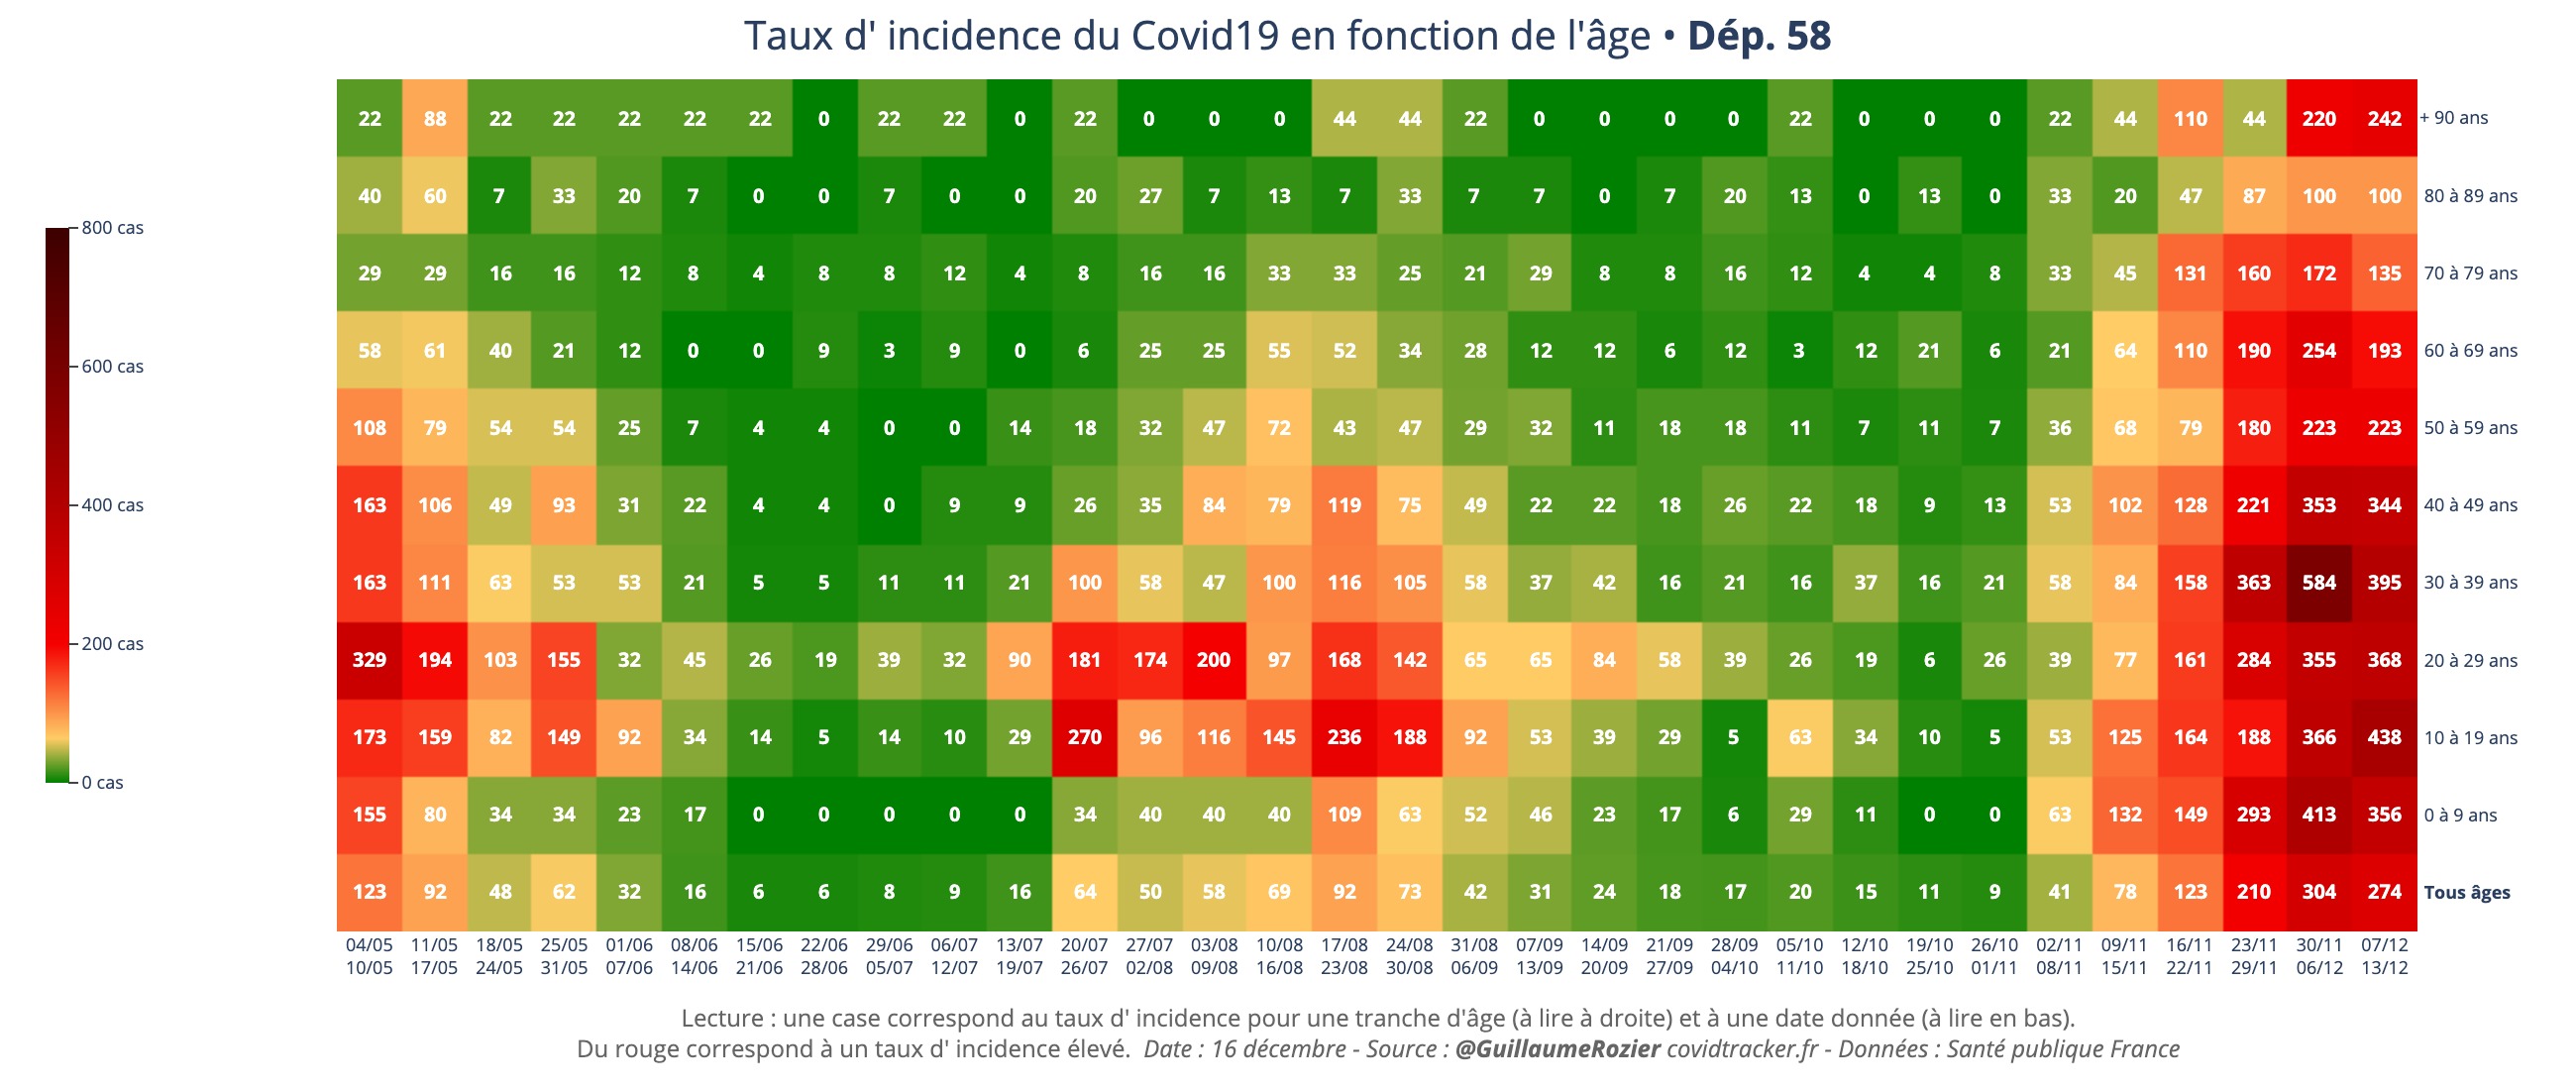 Taux d' incidence du Covid19 en fonction de l'âge • Dép. 58
800 cas
600 cas
400 cas
200 cas
0 cas
22 88 22 22 22 22 22 0 22 22 0 22 0 0 0 44 44 22 0 0 0 0 22 0 0 0 22 44 110 44 220 242 + 90 ans
40 60 7 33 20 7 0 0 7 0 0 20 27 7 13 7 33 7 7 0 7 20 13 0 13 0 33 20 47 87 100 100 80 à 89 ans
29 29 16 16 12 8 4 8 8 12 4 8 16 16 33 33 25 21 29 8 8 16 12 4 4 8 33 45 131 160 172 135 70 à 79 ans
58 61 40 21 12 0 0 9 3 9 0 6 25 25 55 52 34 28 12 12 6 12 3 12 21 6 21 64 110 190 254 193 60 à 69 ans
108 79 54 54 25 7 4 4 0 0 14 18 32 47 72 43 47 29 32 11 18 18 11 7 11 7 36 68 79 180 223 223 50 à 59 ans
163 106 49 93 31 22 4 4 0 9 9 26 35 84 79 119 75 49 22 22 18 26 22 18 9 13 53 102 128 221 353 344 40 à 49 ans
163 111 63 53 53 21 5 5 11 11 21 100 58 47 100 116 105 58 37 42 16 21 16 37 16 21 58 84 158 363 584 395 30 à 39 ans
329 194 103 155 32 45 26 19 39 32 90 181 174 200 97 168 142 65 65 84 58 39 26 19 6 26 39 77 161 284 355 368 20 à 29 ans
173 159 82 149 92 34 14 5 14 10 29 270 96 116 145 236 188 92 53 39 29 5 63 34 10 5 53 125 164 188 366 438 10 à 19 ans
155 80 34 34 23 17 0 0 0 0 0 34 40 40 40 109 63 52 46 23 17 6 29 11 0 0 63 132 149 293 413 356 0 à 9 ans
123 92 48 62 32 16 6 6 8 9 16 64 50 58 69 92 73 42 31 24 18 17 20 15 11 9 41 78 123 210 304 274 Tous âges
04/05 11/05 18/05 25/05 01/06 08/06 15/06 22/06 29/06 06/07 13/07 20/07 27/07 03/08 10/08 17/08 24/08 31/08 07/09 14/09 21/09 28/09 05/10 12/10 19/10 26/10 02/11 09/11 16/11 23/11 30/11 07/12
10/05 17/05 24/05 31/05 07/06 14/06 21/06 28/06 05/07 12/07 19/07 26/07 02/08 09/08 16/08 23/08 30/08 06/09 13/09 20/09 27/09 04/10 11/10 18/10 25/10 01/11 08/11 15/11 22/11 29/11 06/12 13/12
Lecture : une case correspond au taux d' incidence pour une tranche d'âge (à lire à droite) et à une date donnée (à lire en bas).
Du rouge correspond à un taux d' incidence élevé. Date : 16 décembre - Source : @GuillaumeRozier covidtracker.fr - Données : Santé publique France